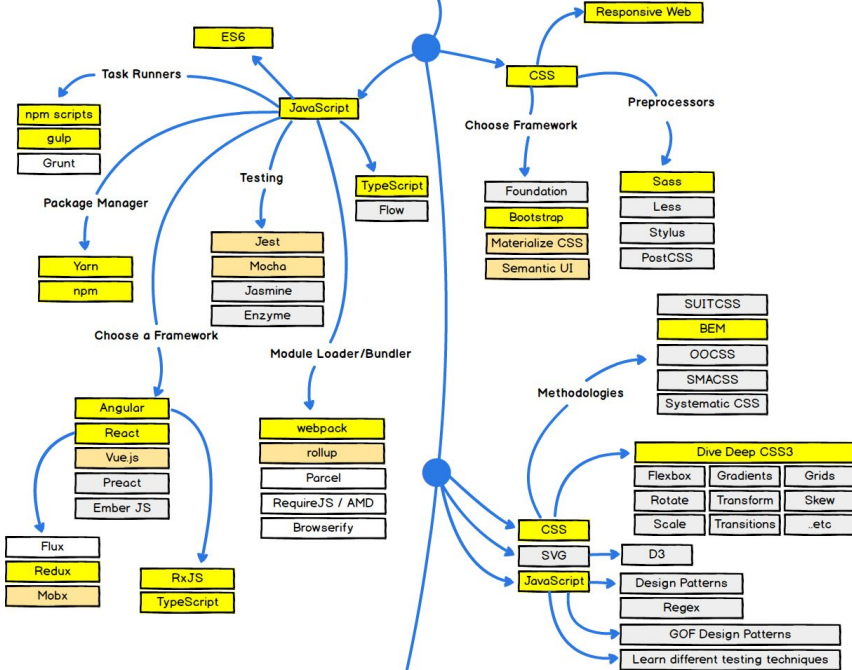 Responsive Web
ES6
CSS
Task Runners
JavaScript
Preprocessors
npm scripts
gulp
Grunt
Choose Framework
Testing
TypeScript
Flow
Package Manager
Foundation
Bootstrap
Materialize CSS
Semantic UI
Sass
Less
Stylus
PostCSS
Yarn
npm
Jest
Mocha
Jasmine
Enzyme
Choose a Framework
Module Loader/Bundler
SUITCSS
BEM
OOCSS
SMACSS
Systematic CSS
Methodologies
Angular
React
Vue.js
Preact
Ember JS
webpack
rollup
Parcel
RequireJS / AMD
Browserify
Dive Deep CSS3
Flexbox Gradients Grids
Rotate Transform Skew
Scale Transitions ..etc
Flux
Redux
Mobx
RxJS
TypeScript
CSS
SVG
D3
JavaScript
Design Patterns
Regex
GOF Design Patterns
Learn different testing techniques